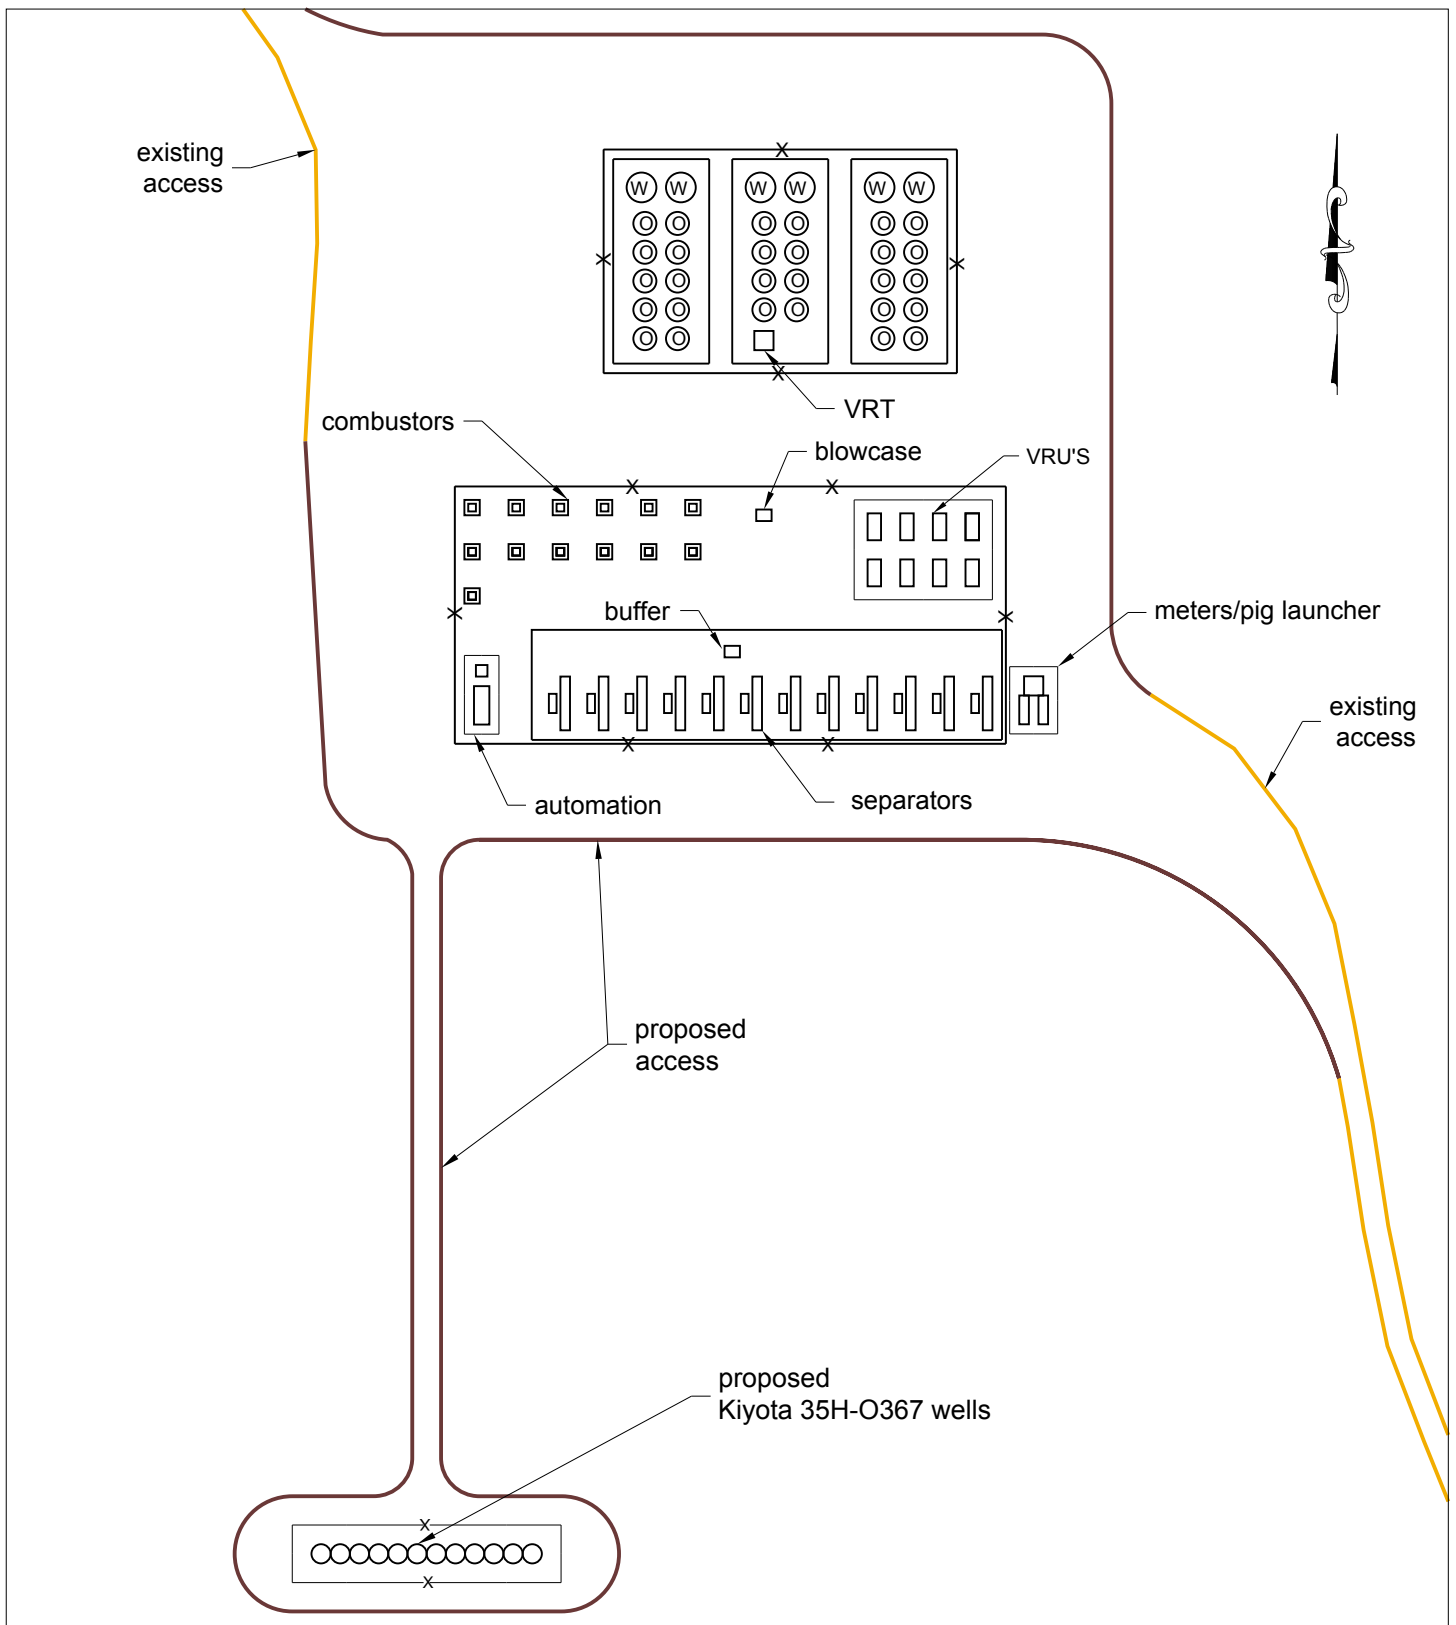 existing
access
X
W W W W W W
O O O O O O
X O O O O O O X
O O O O O O
O O O O O O
O O O O
X
VRT
combustors
blowcase
VRU'S
X X
buffer
X X
meters/pig launcher
existing
access
X X
automation
separators
proposed
access
proposed
Kiyota 35H-O367 wells
X
X